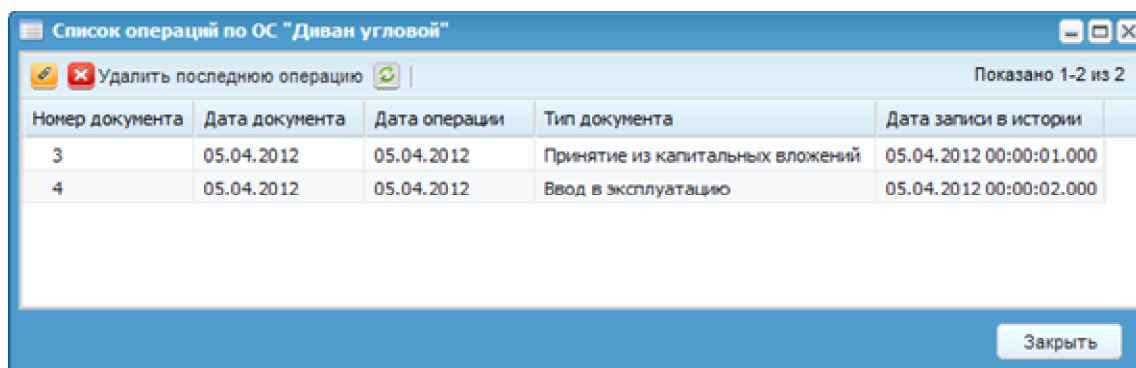 Список операций по ОС "Диван угловой"
Удалить последнюю операцию Показано 1-2 из 2
Номер документа Дата документа Дата операции Тип документа Дата записи в истории
3 05.04.2012 05.04.2012 Принятие из капитальных вложений 05.04.2012 00:00:01.000
4 05.04.2012 05.04.2012 Ввод в эксплуатацию 05.04.2012 00:00:02.000
Закрыть